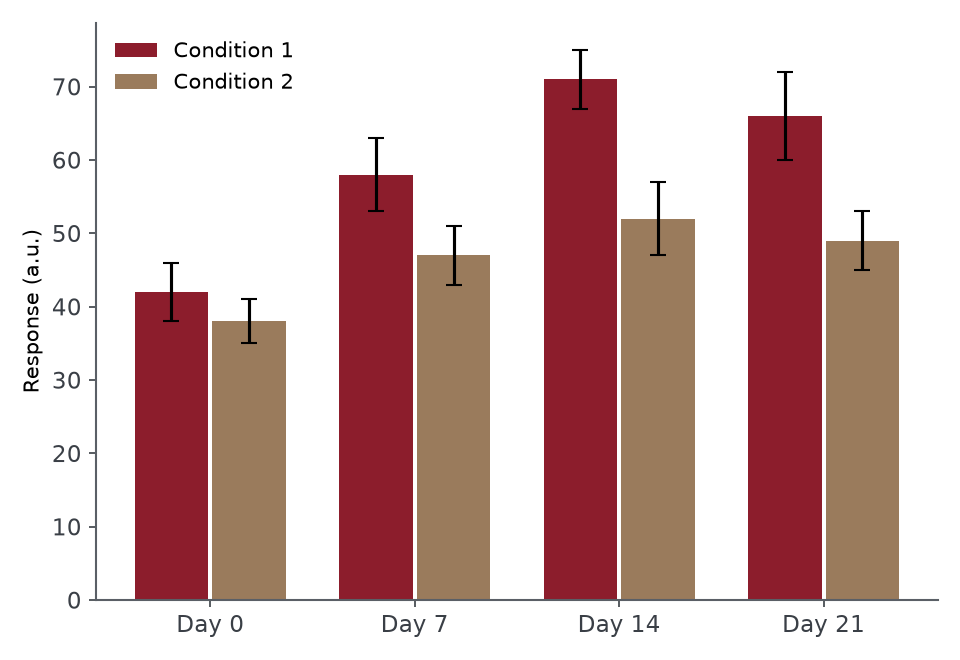 Condition 1
Condition 2
Response (a.u.)
70
60
50
40
30
20
10
0
Day 0
Day 7
Day 14
Day 21